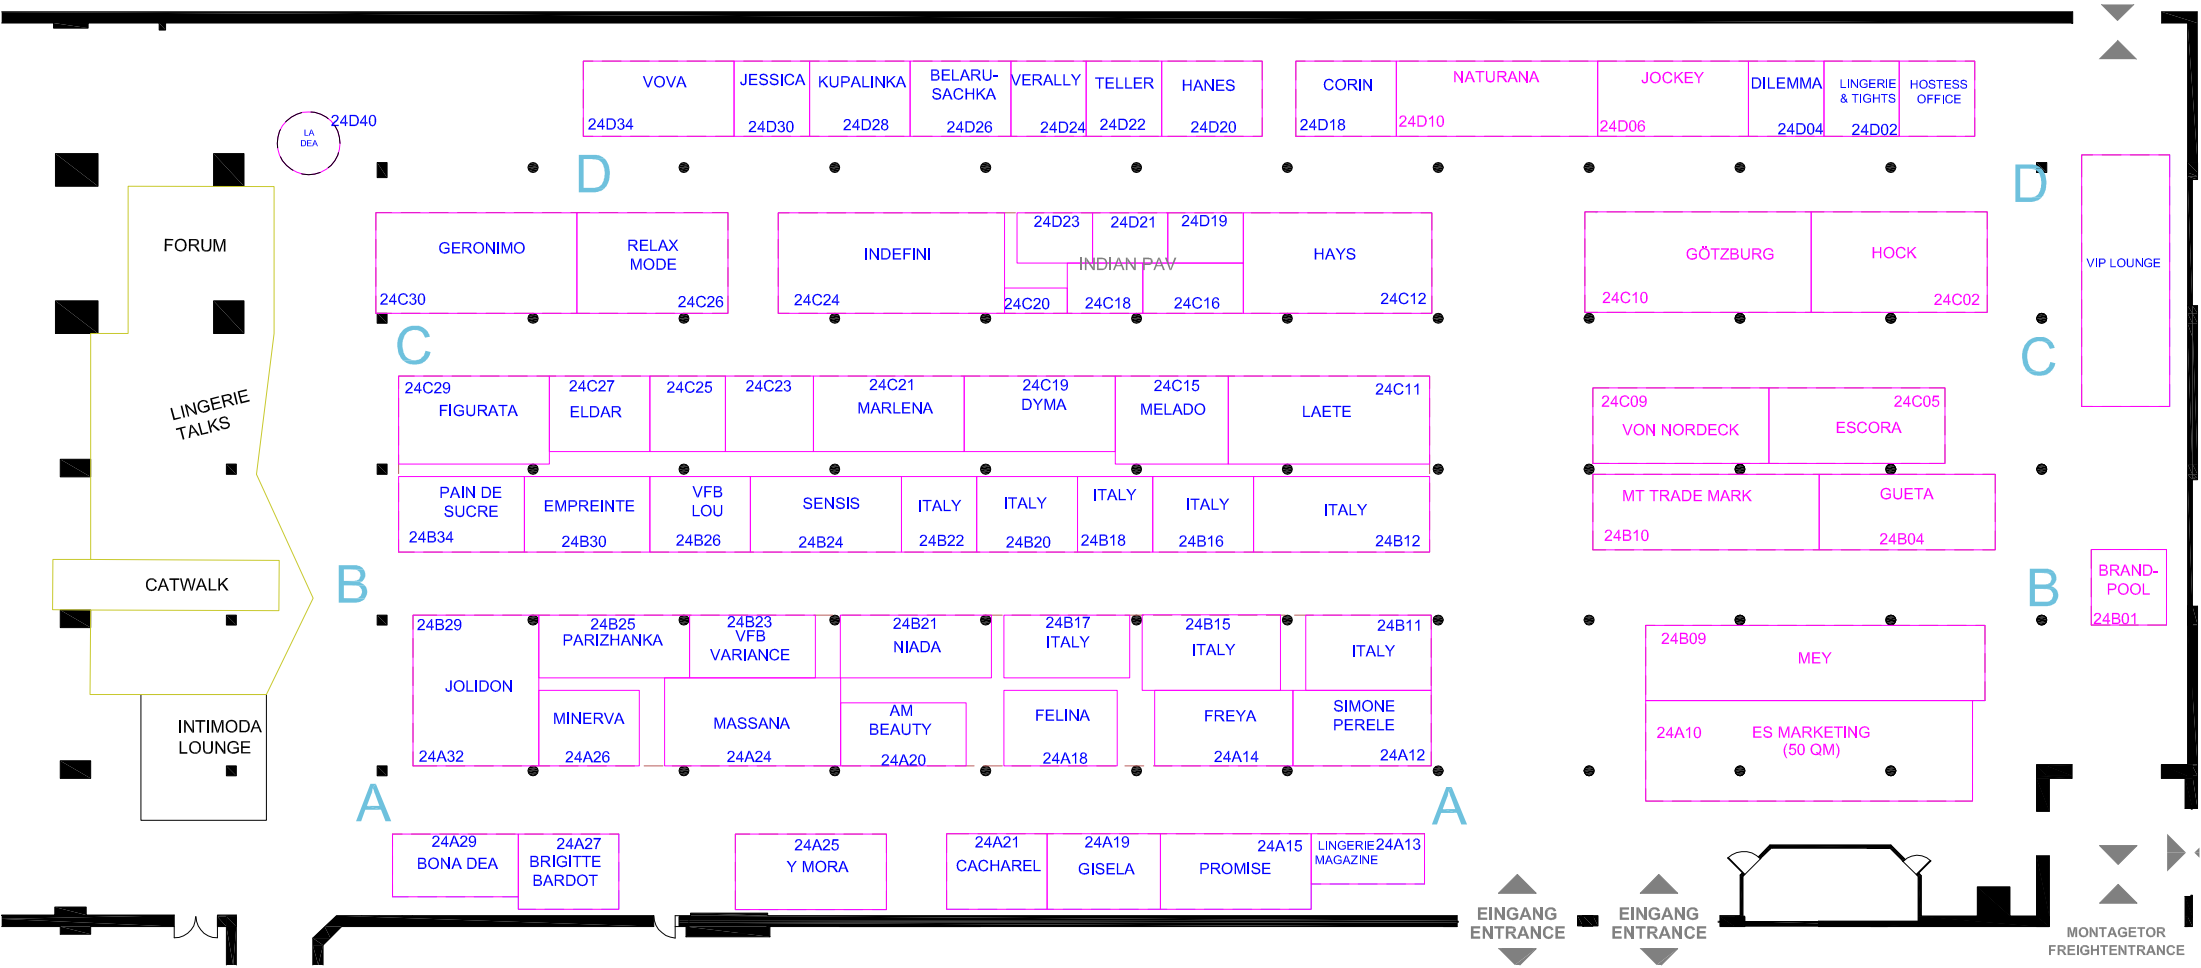 VOVA
24D34
JESSICA
24D30
KUPALINKA
24D28
BELARU-
SACHKA
24D26
VERALLY
24D24
TELLER
24D22
HANES
24D20
CORIN
24D18
NATURANA
24D10
JOCKEY
24D06
DILEMMA
24D04
LINGERIE
& TIGHTS
24D02
HOSTESS
OFFICE
LA
DEA
24D40
D
D
FORUM
GERONIMO
24C30
RELAX
MODE
24C26
INDEFINI
24C24
24D23
24D21
24D19
INDIAN PAV
24C20
24C18
24C16
HAYS
24C12
GÖTZBURG
24C10
HOCK
24C02
VIP LOUNGE
C
C
LINGERIE
TALKS
24C29
FIGURATA
24C27
ELDAR
24C25
24C23
24C21
MARLENA
24C19
DYMA
24C15
MELADO
24C11
LAETE
24C09
VON NORDECK
24C05
ESCORA
PAIN DE
SUCRE
24B34
EMPREINTE
24B30
VFB
LOU
24B26
SENSIS
24B24
ITALY
24B22
ITALY
24B20
ITALY
24B18
ITALY
24B16
ITALY
24B12
MT TRADE MARK
24B10
GUETA
24B04
CATWALK
B
B
BRAND-
POOL
24B01
24B29
JOLIDON
24A32
24B25
PARIZHANKA
24B23
VFB
VARIANCE
24B21
NIADA
24B17
ITALY
24B15
ITALY
24B11
ITALY
24B09
MEY
MINERVA
24A26
MASSANA
24A24
AM
BEAUTY
24A20
FELINA
24A18
FREYA
24A14
SIMONE
PERELE
24A12
24A10
ES MARKETING
(50 QM)
INTIMODA
LOUNGE
A
A
24A29
BONA DEA
24A27
BRIGITTE
BARDOT
24A25
Y MORA
24A21
CACHAREL
24A19
GISELA
24A15
PROMISE
LINGERIE
MAGAZINE
24A13
EINGANG
ENTRANCE
EINGANG
ENTRANCE
MONTAGETOR
FREIGHTENTRANCE